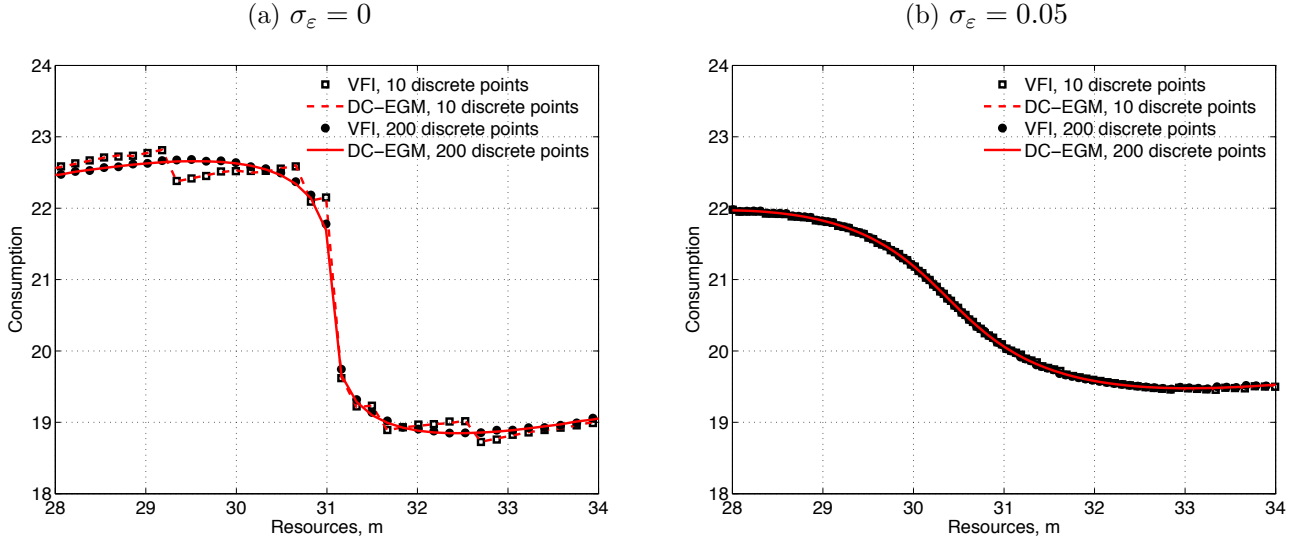 (a) σ_ε = 0
24
23
22
21
20
19
18
28
29
30
31
32
33
34
Consumption
Resources, m
VFI, 10 discrete points
DC−EGM, 10 discrete points
VFI, 200 discrete points
DC−EGM, 200 discrete points
(b) σ_ε = 0.05
24
23
22
21
20
19
18
28
29
30
31
32
33
34
Consumption
Resources, m
VFI, 10 discrete points
DC−EGM, 10 discrete points
VFI, 200 discrete points
DC−EGM, 200 discrete points